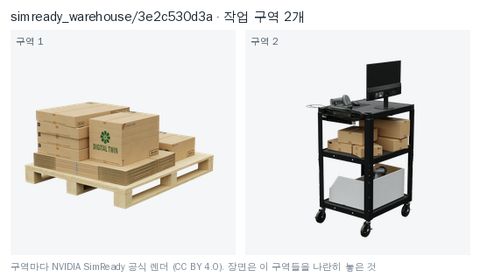 simready_warehouse/3e2c530d3a · 작업 구역 2개
구역 1
구역 2
DIGITAL TWIN
구역마다 NVIDIA SimReady 공식 렌더 (CC BY 4.0). 장면은 이 구역들을 나란히 놓은 것